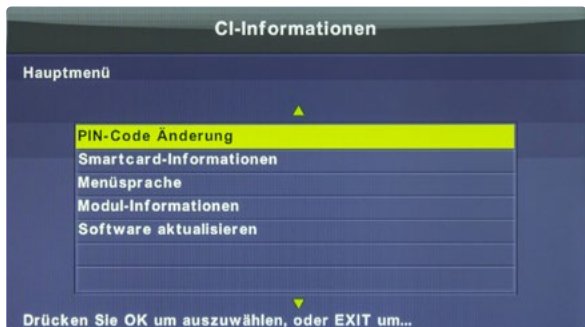 CI-Informationen
Hauptmenü
PIN-Code Änderung
Smartcard-Informationen
Menüsprache
Modul-Informationen
Software aktualisieren
Drücken Sie OK um auszuwählen, oder EXIT um...